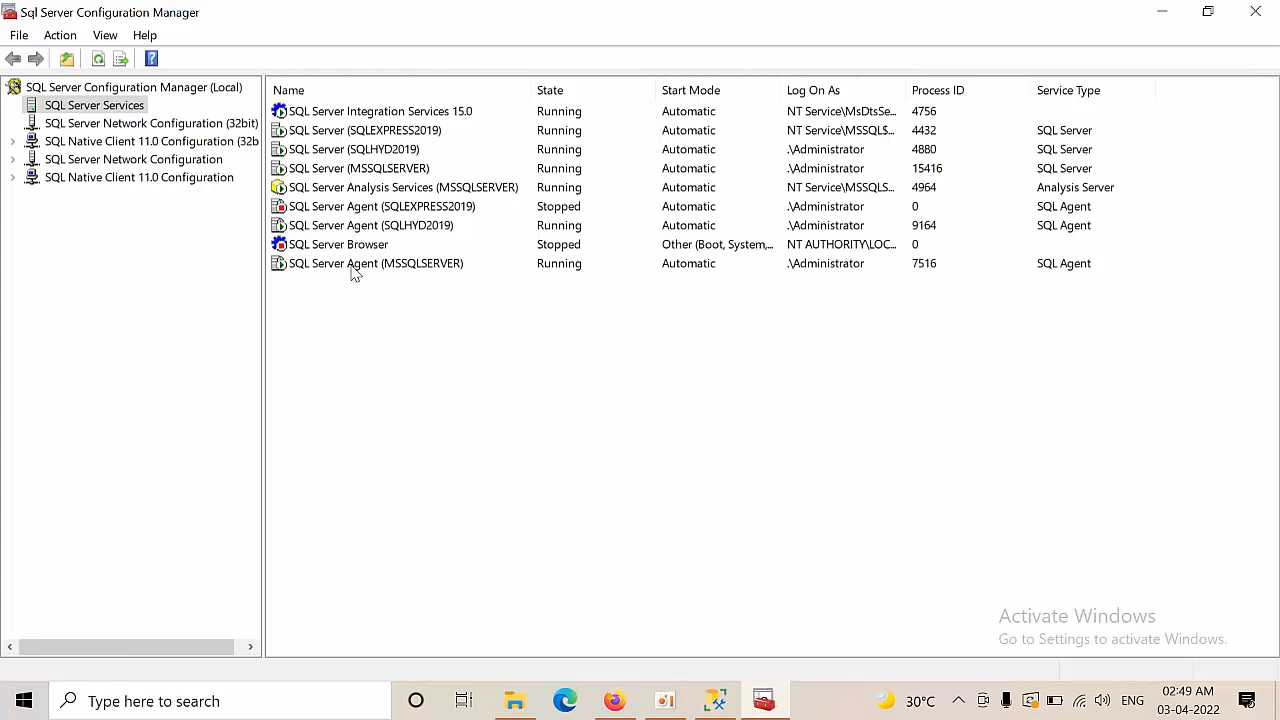 Sql Server Configuration Manager
File Action View Help
SQL Server Configuration Manager (Local)
SQL Server Services
SQL Server Network Configuration (32bit)
SQL Native Client 11.0 Configuration (32b
SQL Server Network Configuration
SQL Native Client 11.0 Configuration
Name State Start Mode Log On As Process ID Service Type
SQL Server Integration Services 15.0 Running Automatic NT Service\MsDtsSe... 4756
SQL Server (SQLEXPRESS2019) Running Automatic NT Service\MSSQL$... 4432 SQL Server
SQL Server (SQLHYD2019) Running Automatic .\Administrator 4880 SQL Server
SQL Server (MSSQLSERVER) Running Automatic .\Administrator 15416 SQL Server
SQL Server Analysis Services (MSSQLSERVER) Running Automatic NT Service\MSSQLS... 4964 Analysis Server
SQL Server Agent (SQLEXPRESS2019) Stopped Automatic .\Administrator 0 SQL Agent
SQL Server Agent (SQLHYD2019) Running Automatic .\Administrator 9164 SQL Agent
SQL Server Browser Stopped Other (Boot, System,... NT AUTHORITY\LOC... 0
SQL Server Agent (MSSQLSERVER) Running Automatic .\Administrator 7516 SQL Agent
Activate Windows
Go to Settings to activate Windows.
Type here to search
30°C
ENG
02:49 AM
03-04-2022